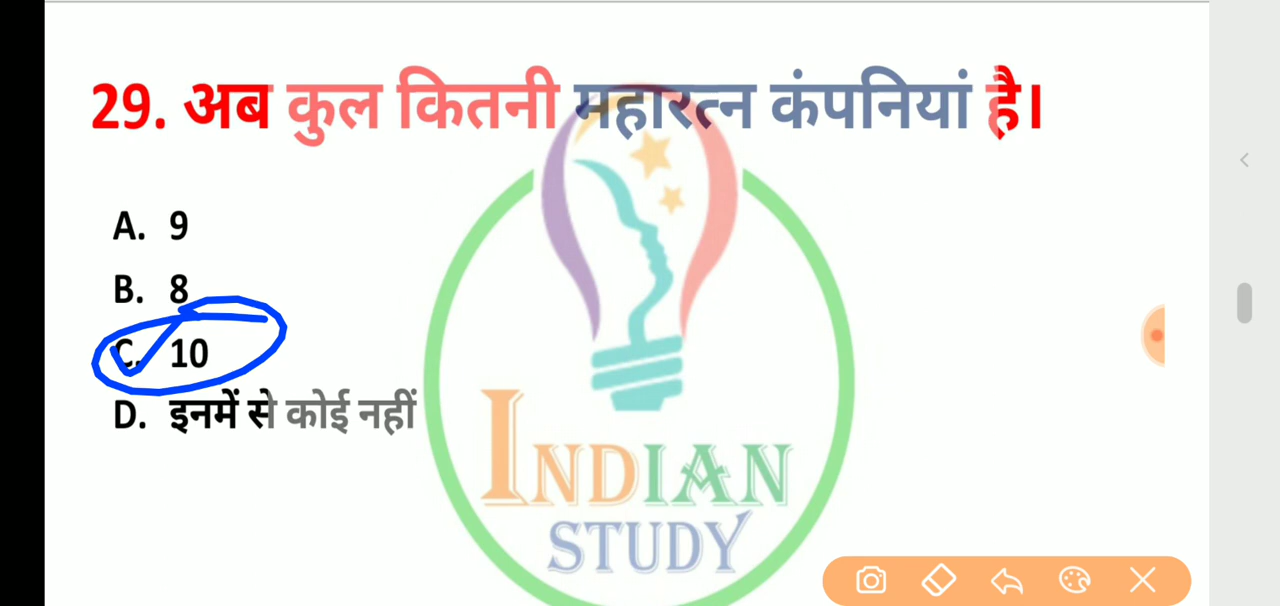 29. अब कुल कितनी महारत्न कंपनियां है।
A. 9
B. 8
C. 10
D. इनमें से कोई नहीं
INDIAN
STUDY